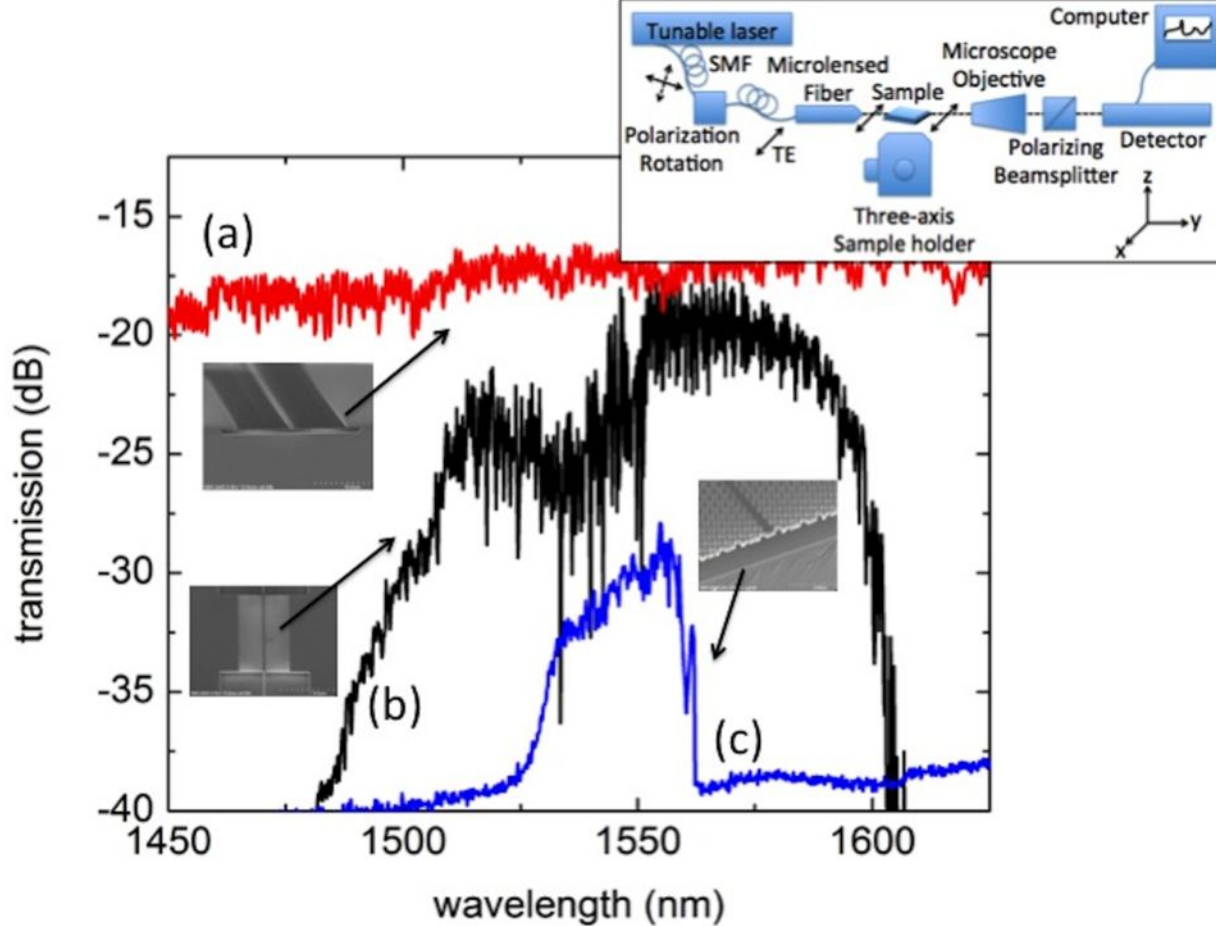 Computer
Tunable laser
SMF
Microlensed
Fiber
Sample
Microscope
Objective
Polarization
Rotation
TE
Polarizing
Beamsplitter
Detector
Three-axis
Sample holder
z
y
x
(a)
(b)
(c)
-15
-20
-25
-30
-35
-40
1450
1500
1550
1600
transmission (dB)
wavelength (nm)